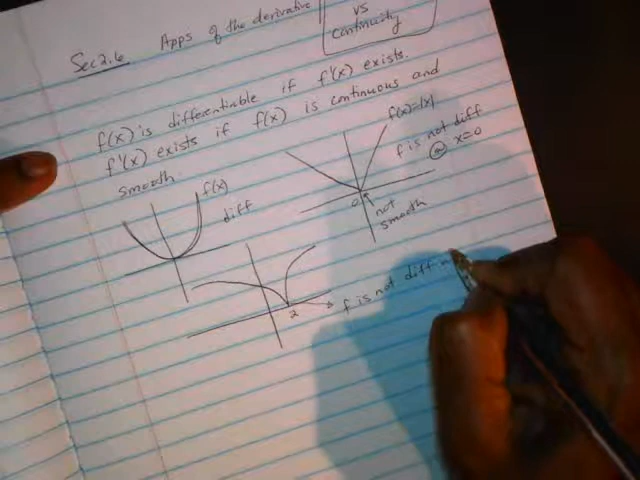 Sec 2.6 Apps of the derivative
vs
continuity
f(x) is differentiable if f'(x) exists.
f'(x) exists if f(x) is continuous and
smooth.
f(x)
diff
f(x)=|x|
f is not diff
@ x=0
0
not
smooth
2
f is not diff